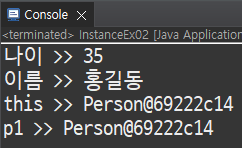 Console
<terminated> InstanceEx02 [Java Application
나이 >> 35
이름 >> 홍길동
this >> Person@69222c14
p1 >> Person@69222c14